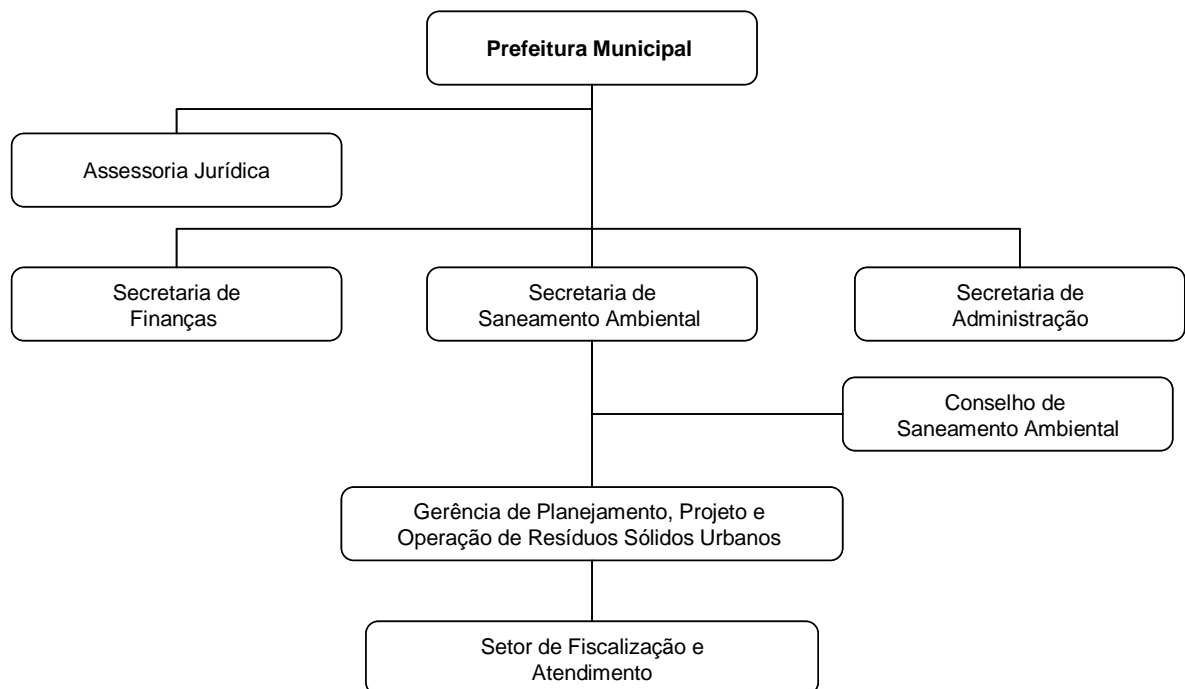 Prefeitura Municipal
Assessoria Jurídica
Secretaria de
Finanças
Secretaria de
Saneamento Ambiental
Secretaria de
Administração
Conselho de
Saneamento Ambiental
Gerência de Planejamento, Projeto e
Operação de Resíduos Sólidos Urbanos
Setor de Fiscalização e
Atendimento